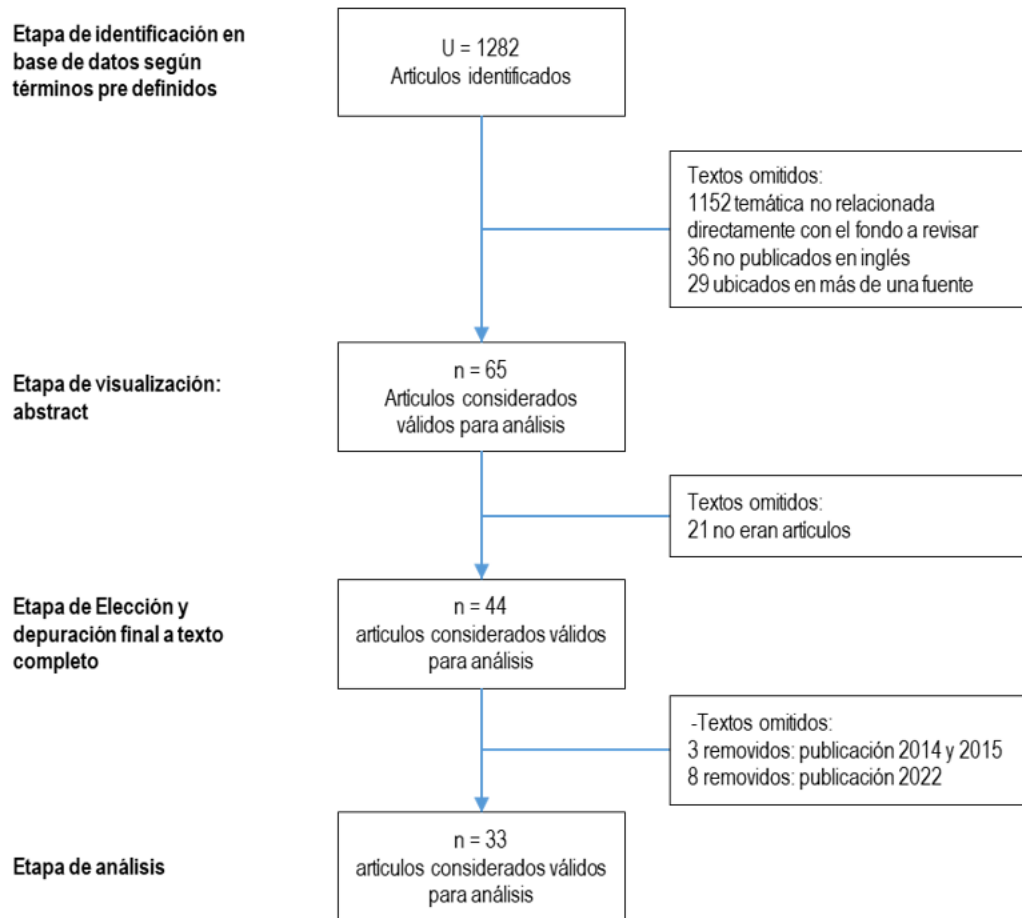 Etapa de identificación en
base de datos según
términos pre definidos
U = 1282
Artículos identificados
Textos omitidos:
1152 temática no relacionada
directamente con el fondo a revisar
36 no publicados en inglés
29 ubicados en más de una fuente
Etapa de visualización:
abstract
n = 65
Artículos considerados
válidos para análisis
Textos omitidos:
21 no eran artículos
Etapa de Elección y
depuración final a texto
completo
n = 44
artículos considerados válidos
para análisis
-Textos omitidos:
3 removidos: publicación 2014 y 2015
8 removidos: publicación 2022
Etapa de análisis
n = 33
artículos considerados válidos
para análisis